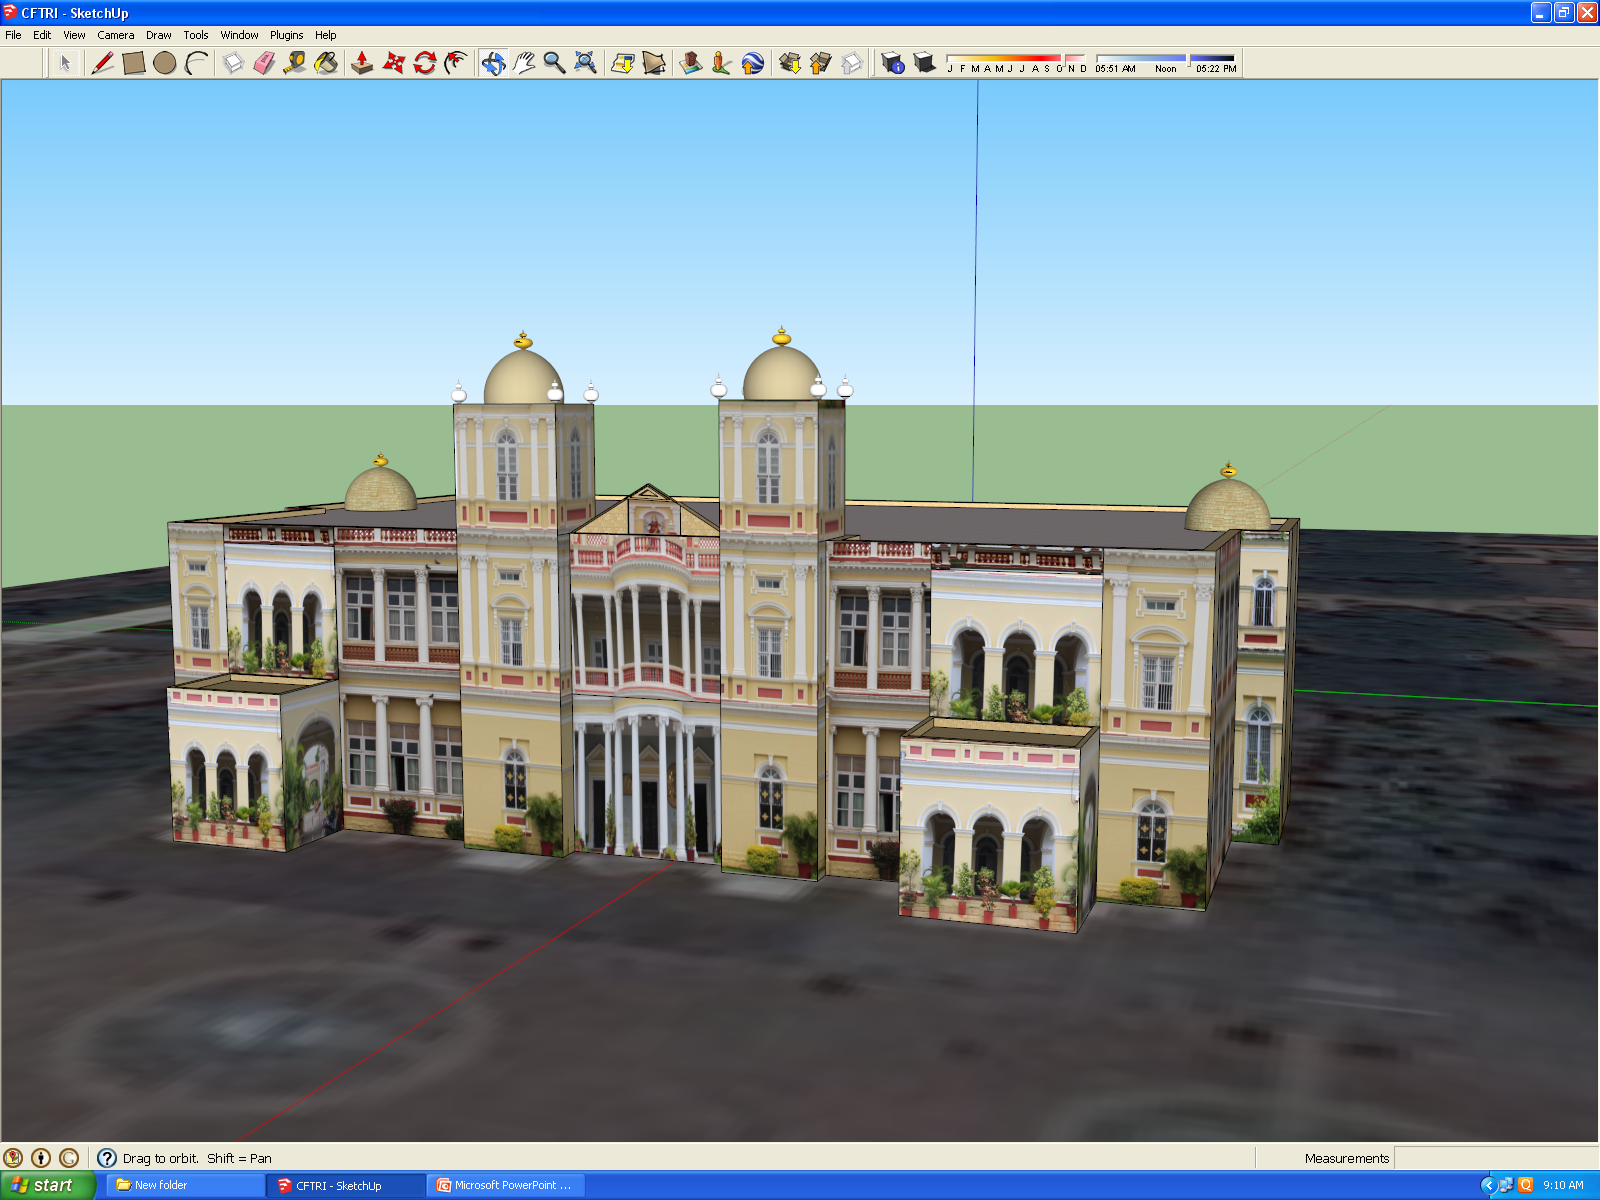 CFTRI - SketchUp
File Edit View Camera Draw Tools Window Plugins Help
J F M A M J J A S O N D 05:51 AM Noon 05:22 PM
Drag to orbit. Shift = Pan Measurements
start New folder CFTRI - SketchUp Microsoft PowerPoint ... 9:10 AM